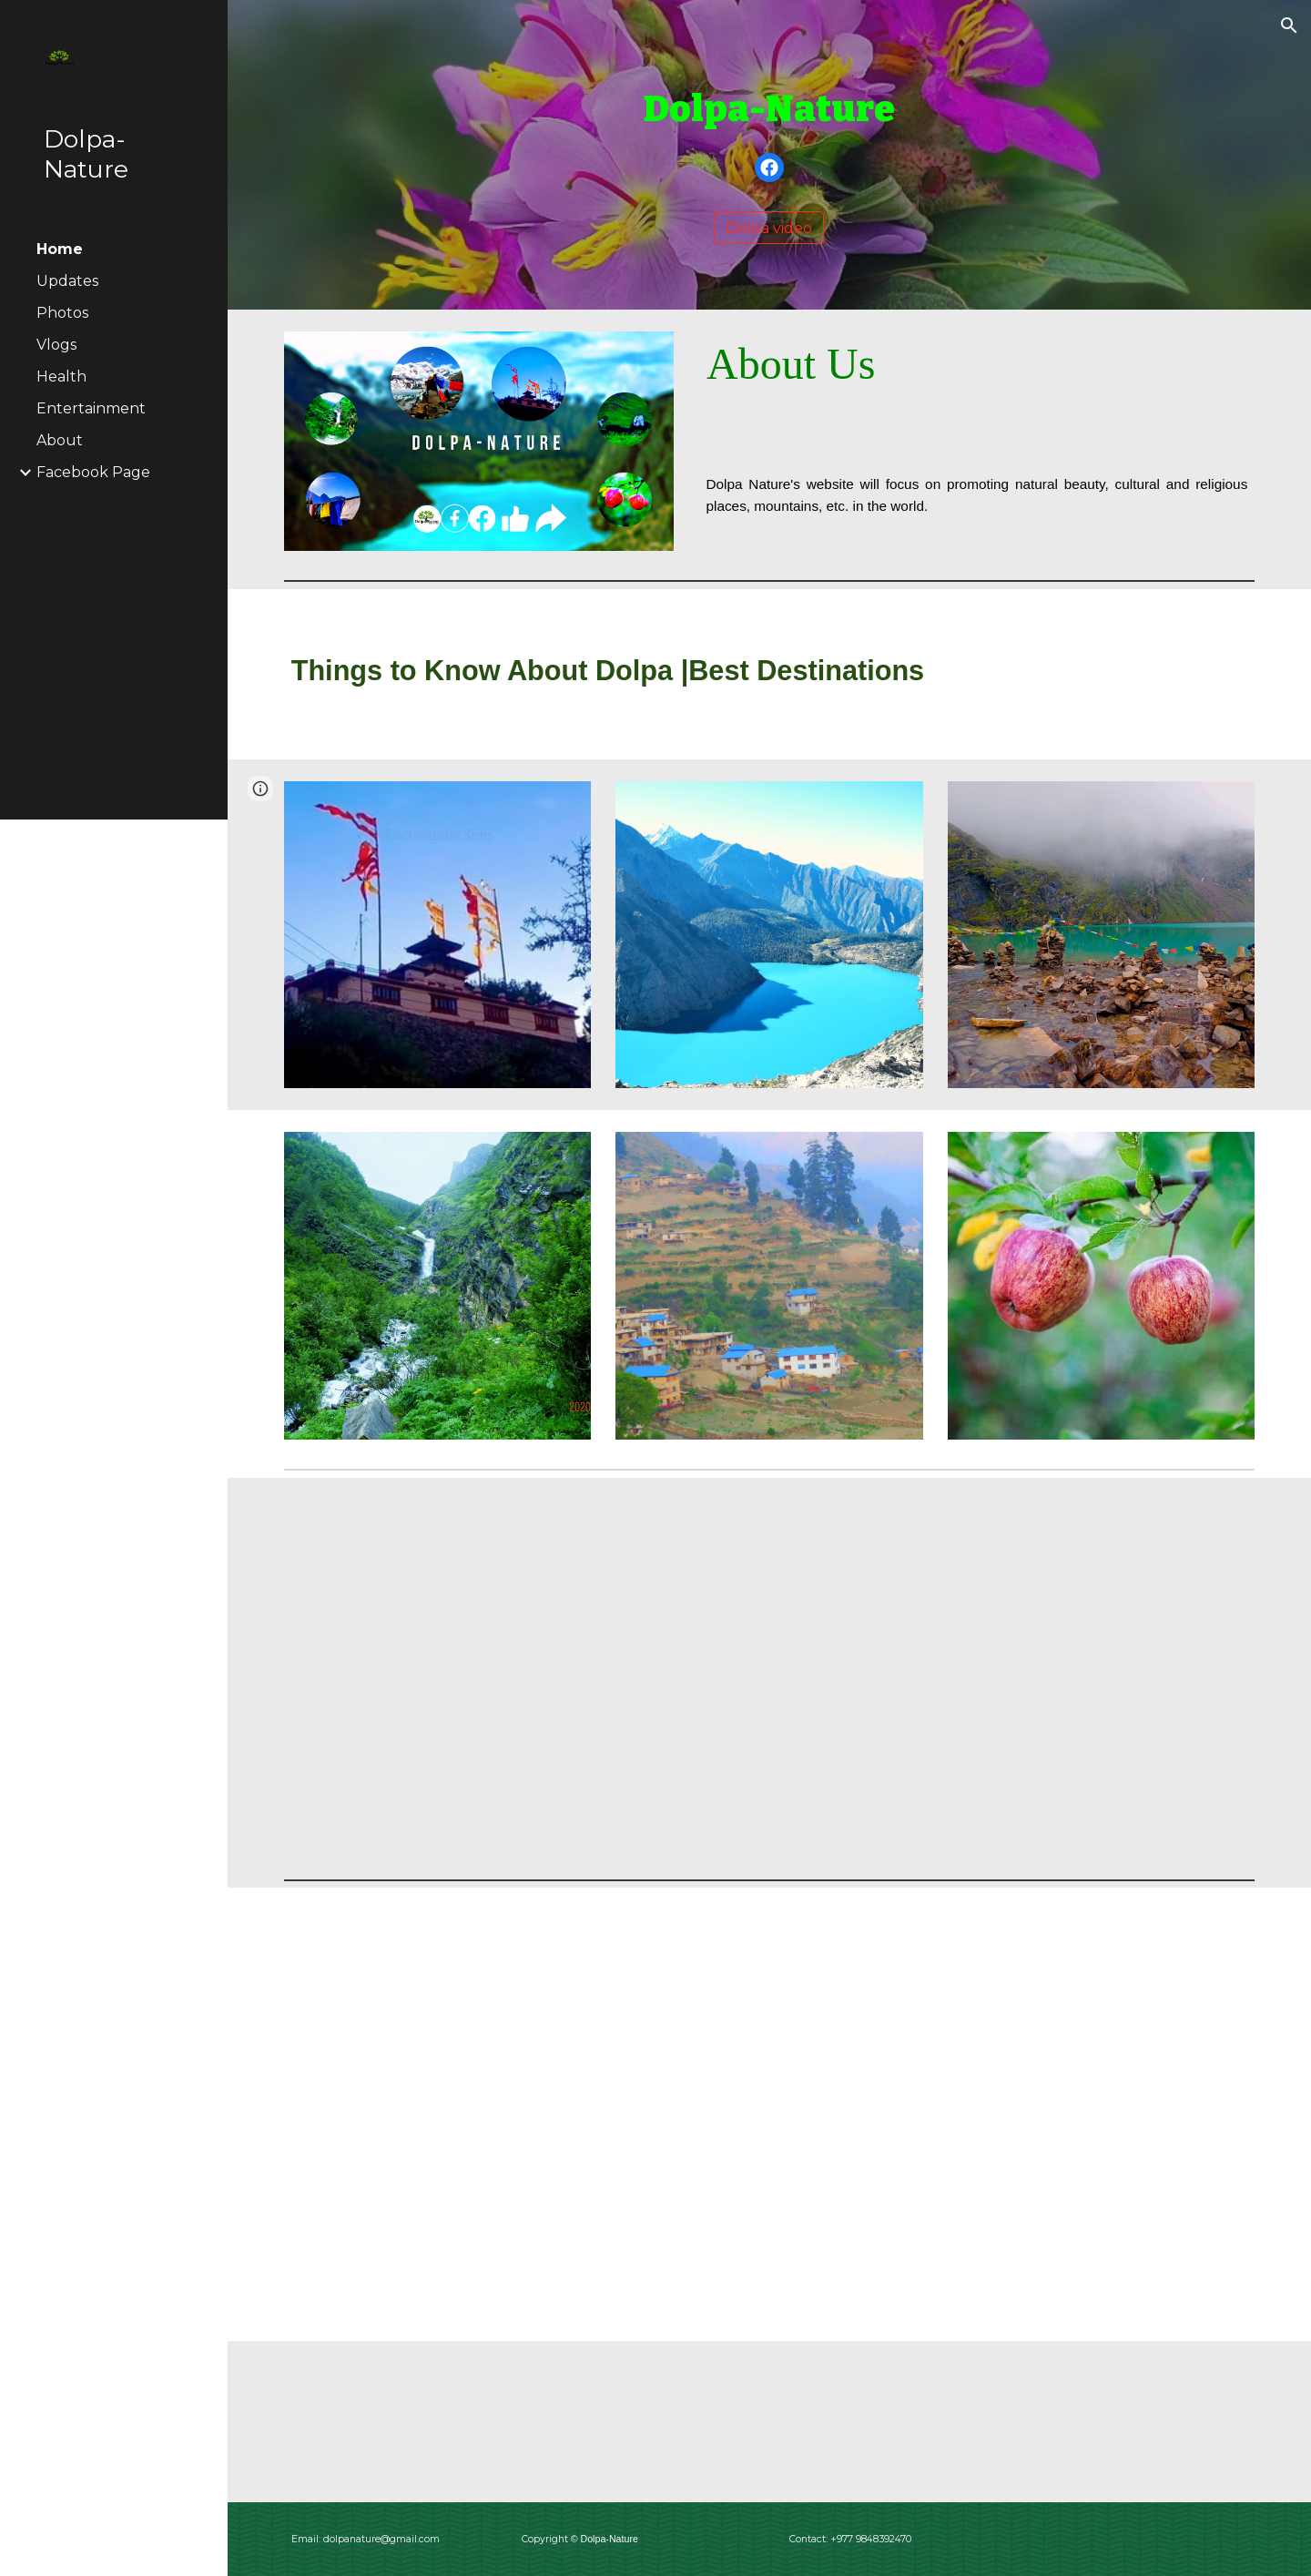 Dolpa-
Nature
Home
Updates
Photos
Vlogs
Health
Entertainment
About
Facebook Page
Dolpa-Nature
Dolpa video
DOLPA-NATURE
About Us
Dolpa Nature's website will focus on promoting natural beauty, cultural and religious
places, mountains, etc. in the world.
Things to Know About Dolpa |Best Destinations
Rectangular Snip
2020
Email: dolpanature@gmail.com
Copyright © Dolpa-Nature
Contact: +977 9848392470